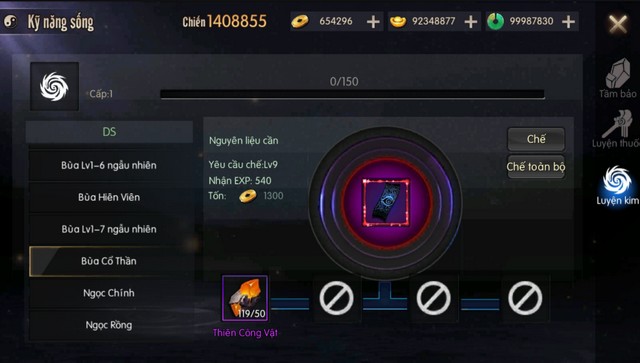 Kỹ năng sống
Chiến 1408855
654296
92348877
99987830
Cấp:1
0/150
DS
Bùa Lv1-6 ngẫu nhiên
Bùa Hiên Viên
Bùa Lv1-7 ngẫu nhiên
Bùa Cổ Thần
Ngọc Chính
Ngọc Rồng
Nguyên liệu cần
Yêu cầu chế:Lv9
Nhận EXP: 540
Tốn: 1300
Chế
Chế toàn bộ
119/50
Thiên Công Vật
Tầm bảo
Luyện thuốc
Luyện kim